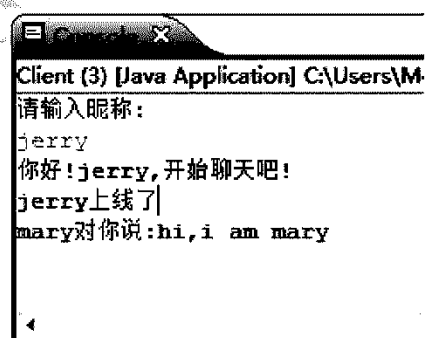 Console
Client (3) [Java Application] C:\Users\M
请输入昵称:
jerry
你好!jerry,开始聊天吧!
jerry上线了
mary对你说:hi,i am mary